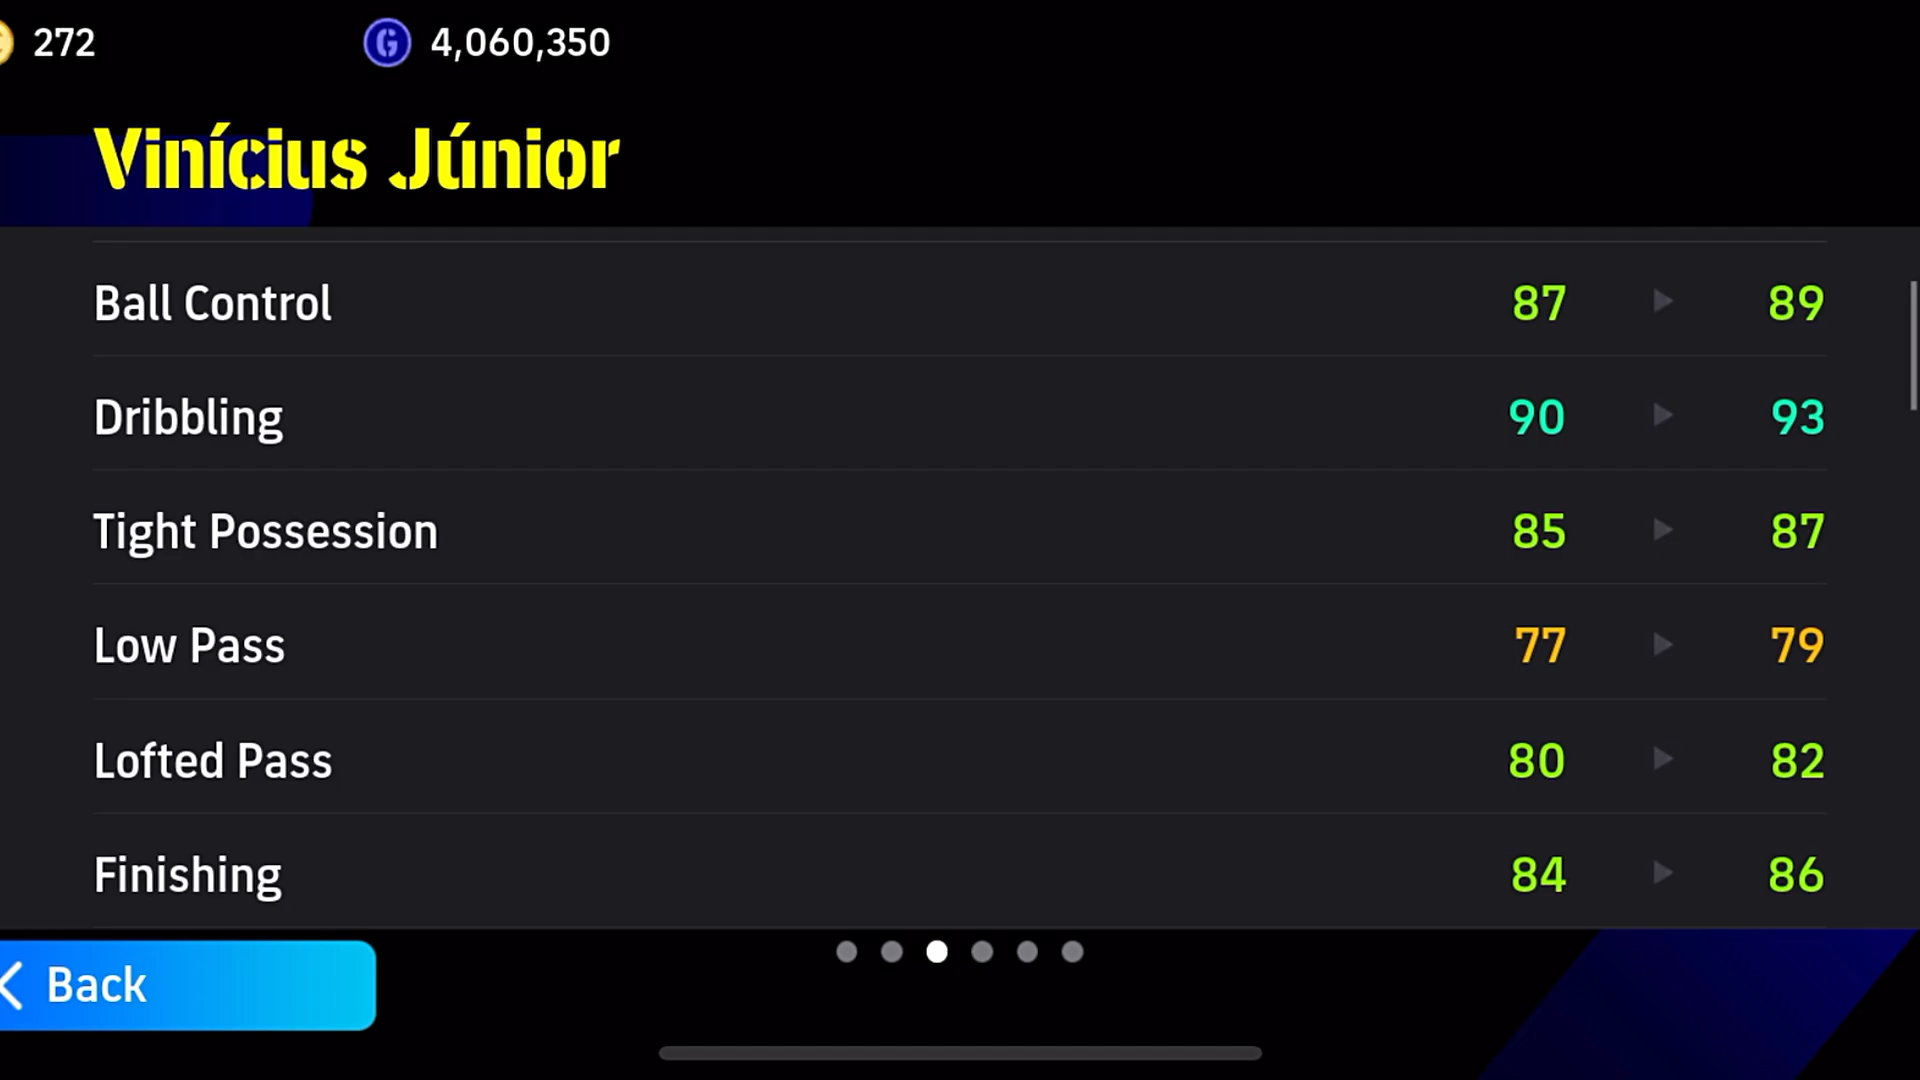 272 4,060,350
Vinícius Júnior
Ball Control 87 ▶ 89
Dribbling 90 ▶ 93
Tight Possession 85 ▶ 87
Low Pass 77 ▶ 79
Lofted Pass 80 ▶ 82
Finishing 84 ▶ 86
Back